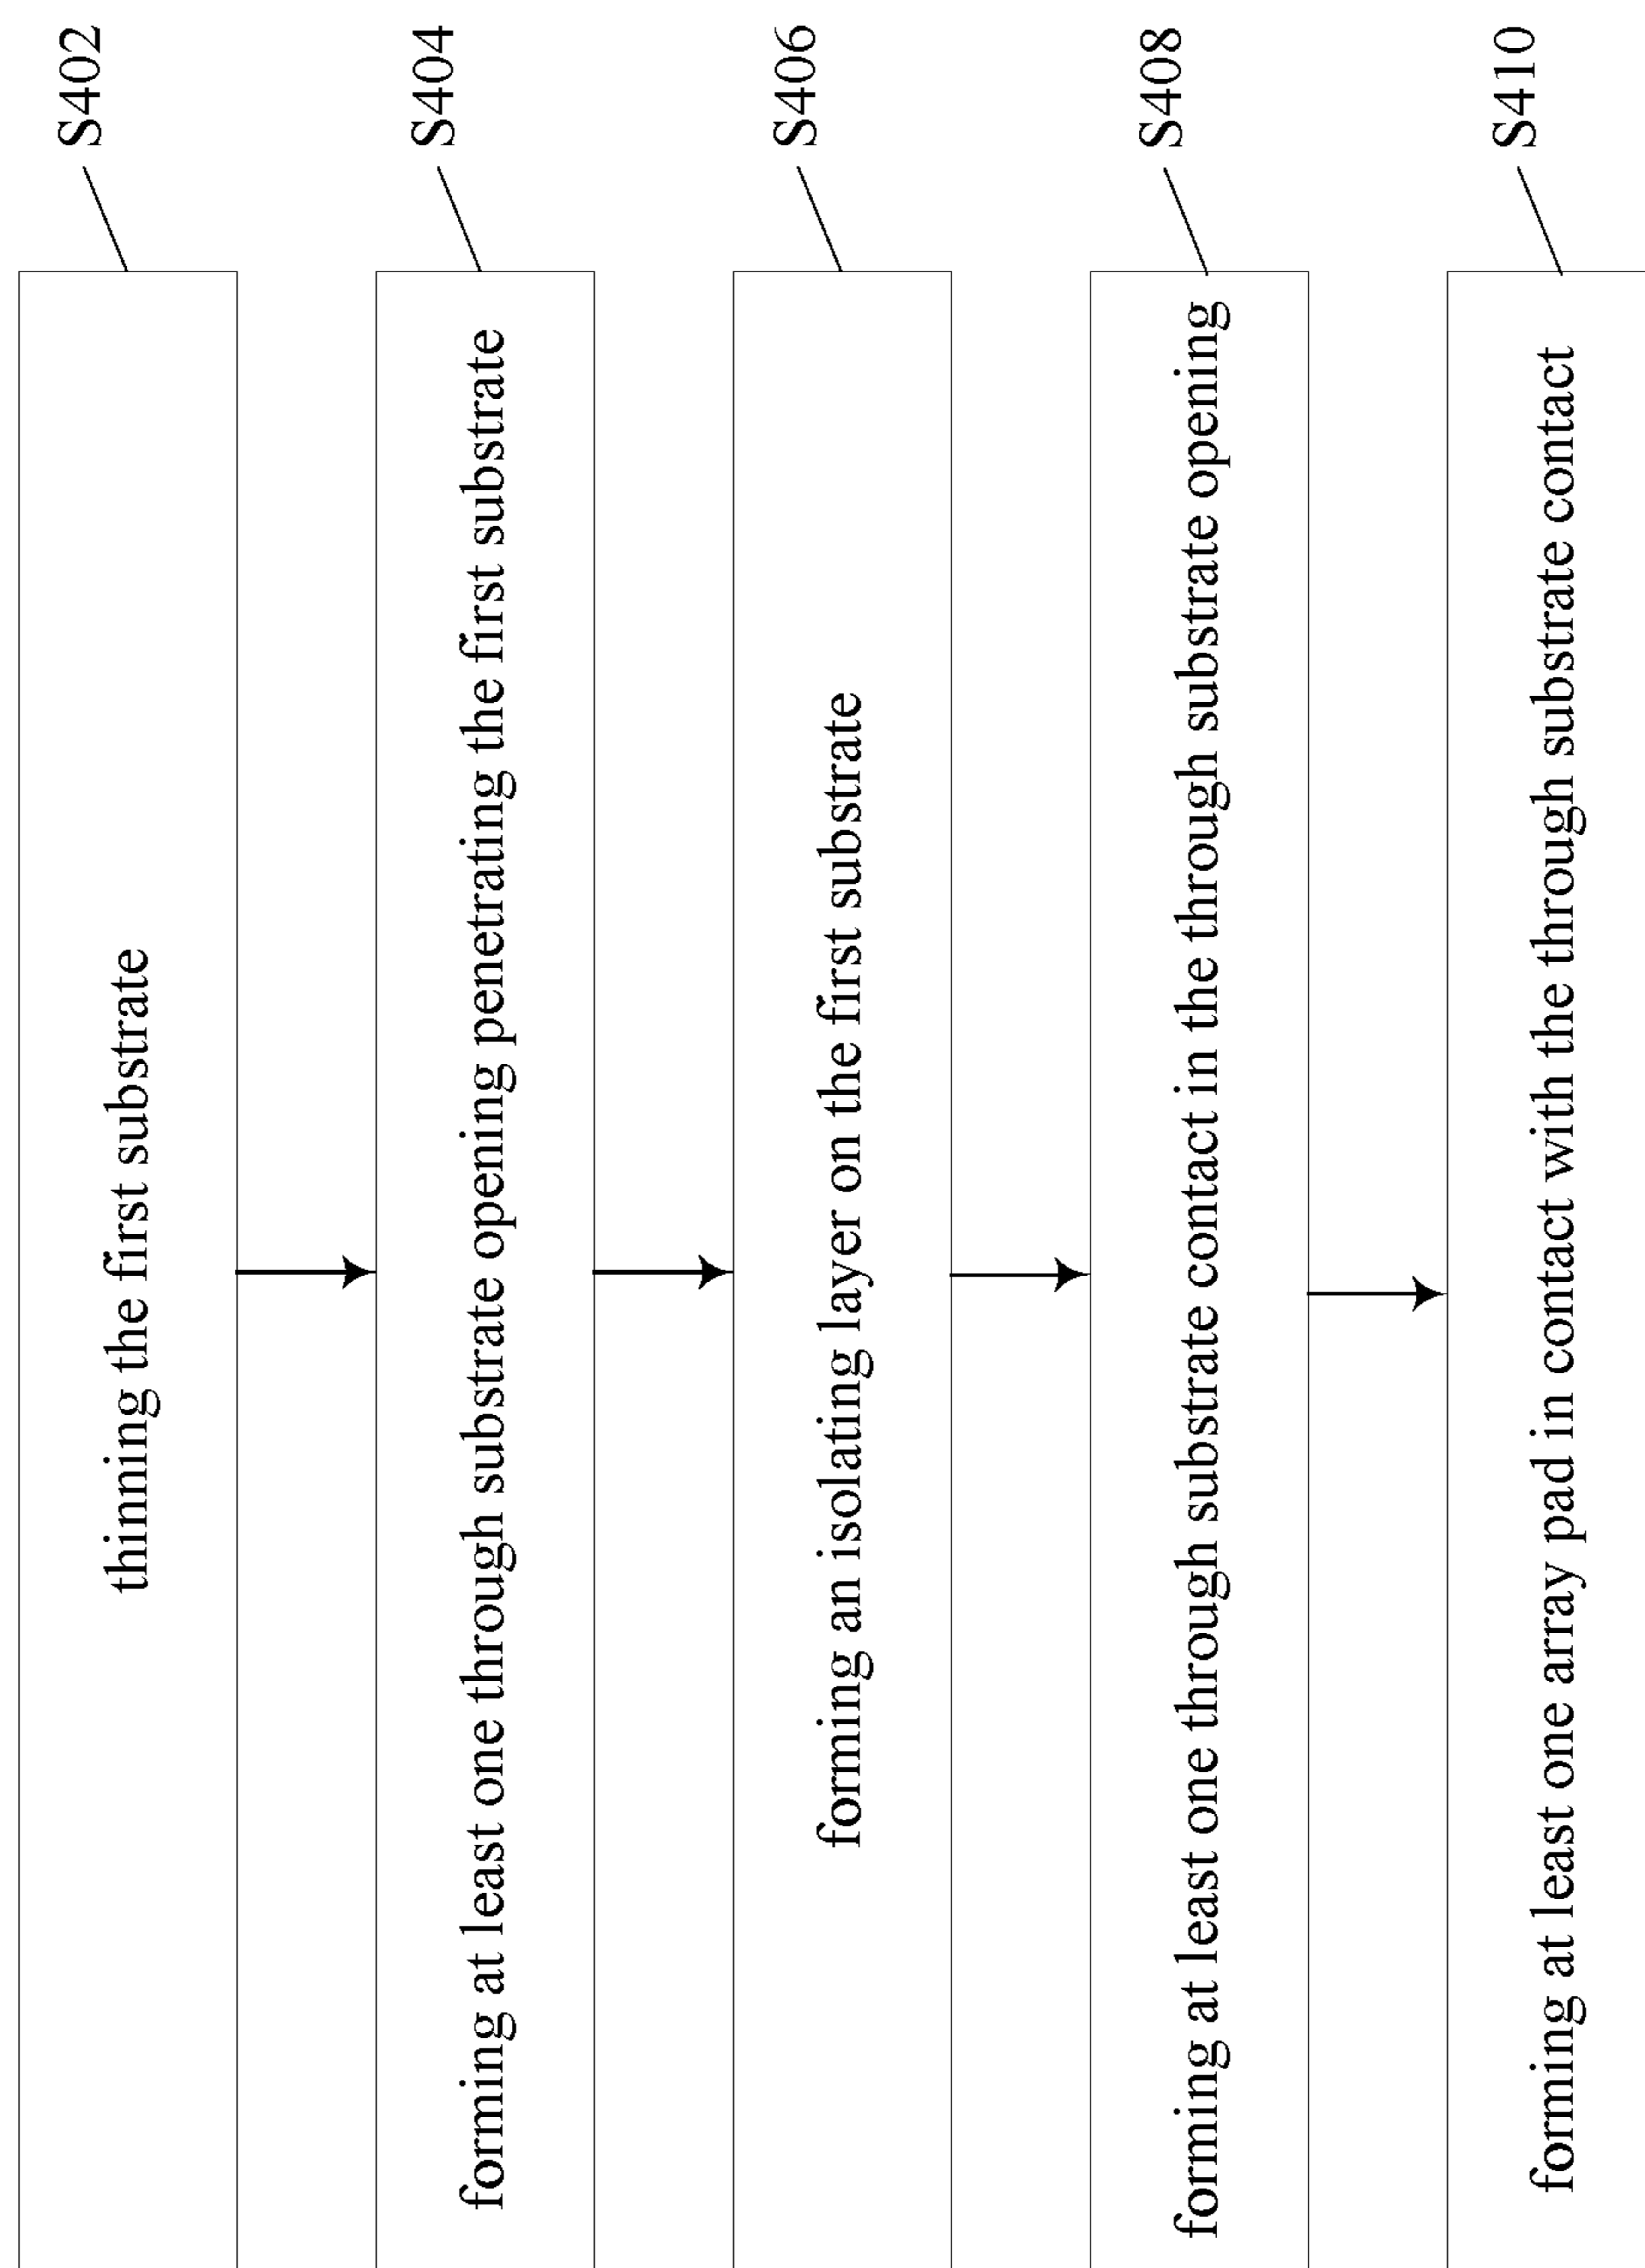 thinning the first substrate
S402
forming at least one through substrate opening penetrating the first substrate
S404
forming an isolating layer on the first substrate
S406
forming at least one through substrate contact in the through substrate opening
S408
forming at least one array pad in contact with the through substrate contact
S410